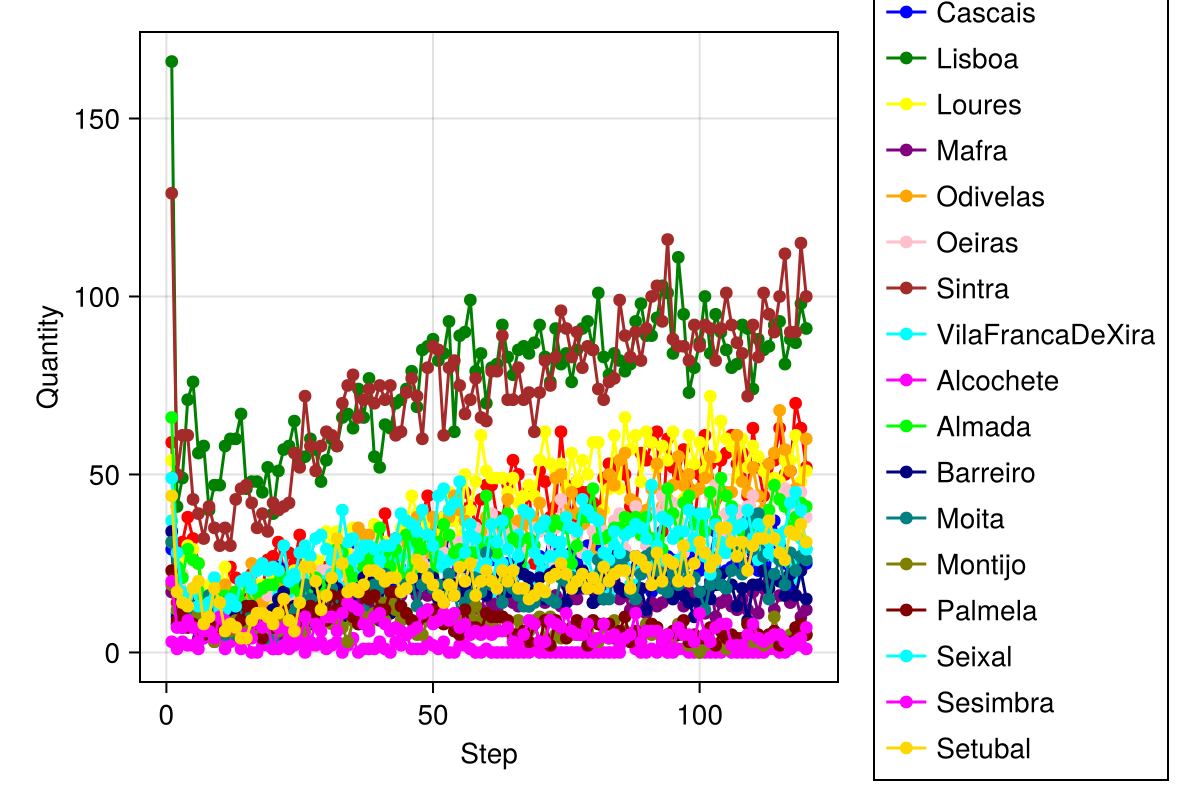 Quantity
150
100
50
0
0
50
100
Step
Cascais
Lisboa
Loures
Mafra
Odivelas
Oeiras
Sintra
VilaFrancaDeXira
Alcochete
Almada
Barreiro
Moita
Montijo
Palmela
Seixal
Sesimbra
Setubal